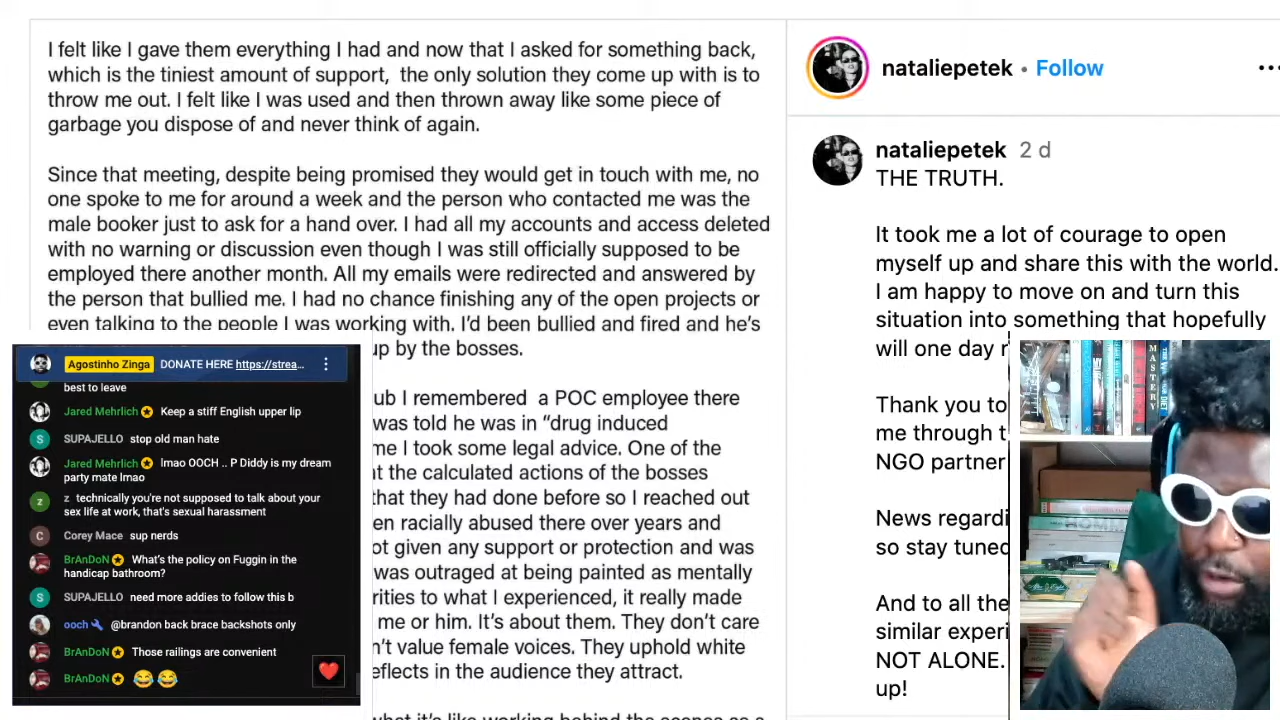 I felt like I gave them everything I had and now that I asked for something back,
which is the tiniest amount of support, the only solution they come up with is to
throw me out. I felt like I was used and then thrown away like some piece of
garbage you dispose of and never think of again.
Since that meeting, despite being promised they would get in touch with me, no
one spoke to me for around a week and the person who contacted me was the
male booker just to ask for a hand over. I had all my accounts and access deleted
with no warning or discussion even though I was still officially supposed to be
employed there another month. All my emails were redirected and answered by
the person that bullied me. I had no chance finishing any of the open projects or
even talking to the people I was working with. I'd been bullied and fired and he's
up by the bosses.
ub I remembered a POC employee there
was told he was in "drug induced
me I took some legal advice. One of the
t the calculated actions of the bosses
that they had done before so I reached out
en racially abused there over years and
ot given any support or protection and was
was outraged at being painted as mentally
rities to what I experienced, it really made
me or him. It's about them. They don't care
n't value female voices. They uphold white
eflects in the audience they attract.
what it's like working behind the scenes as a
nataliepetek • Follow
nataliepetek 2 d
THE TRUTH.
It took me a lot of courage to open
myself up and share this with the world.
I am happy to move on and turn this
situation into something that hopefully
will one day
Thank you to
me through t
NGO partner
News regardi
so stay tuned
And to all the
similar experi
NOT ALONE.
up!
Agostinho Zinga DONATE HERE https://strea...
best to leave
Jared Mehrlich Keep a stiff English upper lip
SUPAJELLO stop old man hate
Jared Mehrlich lmao OOCH .. P Diddy is my dream
party mate lmao
z technically you're not supposed to talk about your
sex life at work, that's sexual harassment
Corey Mace sup nerds
BrAnDoN What's the policy on Fuggin in the
handicap bathroom?
SUPAJELLO need more addies to follow this b
ooch @brandon back brace backshots only
BrAnDoN Those railings are convenient
BrAnDoN 😂😂
MASTERY